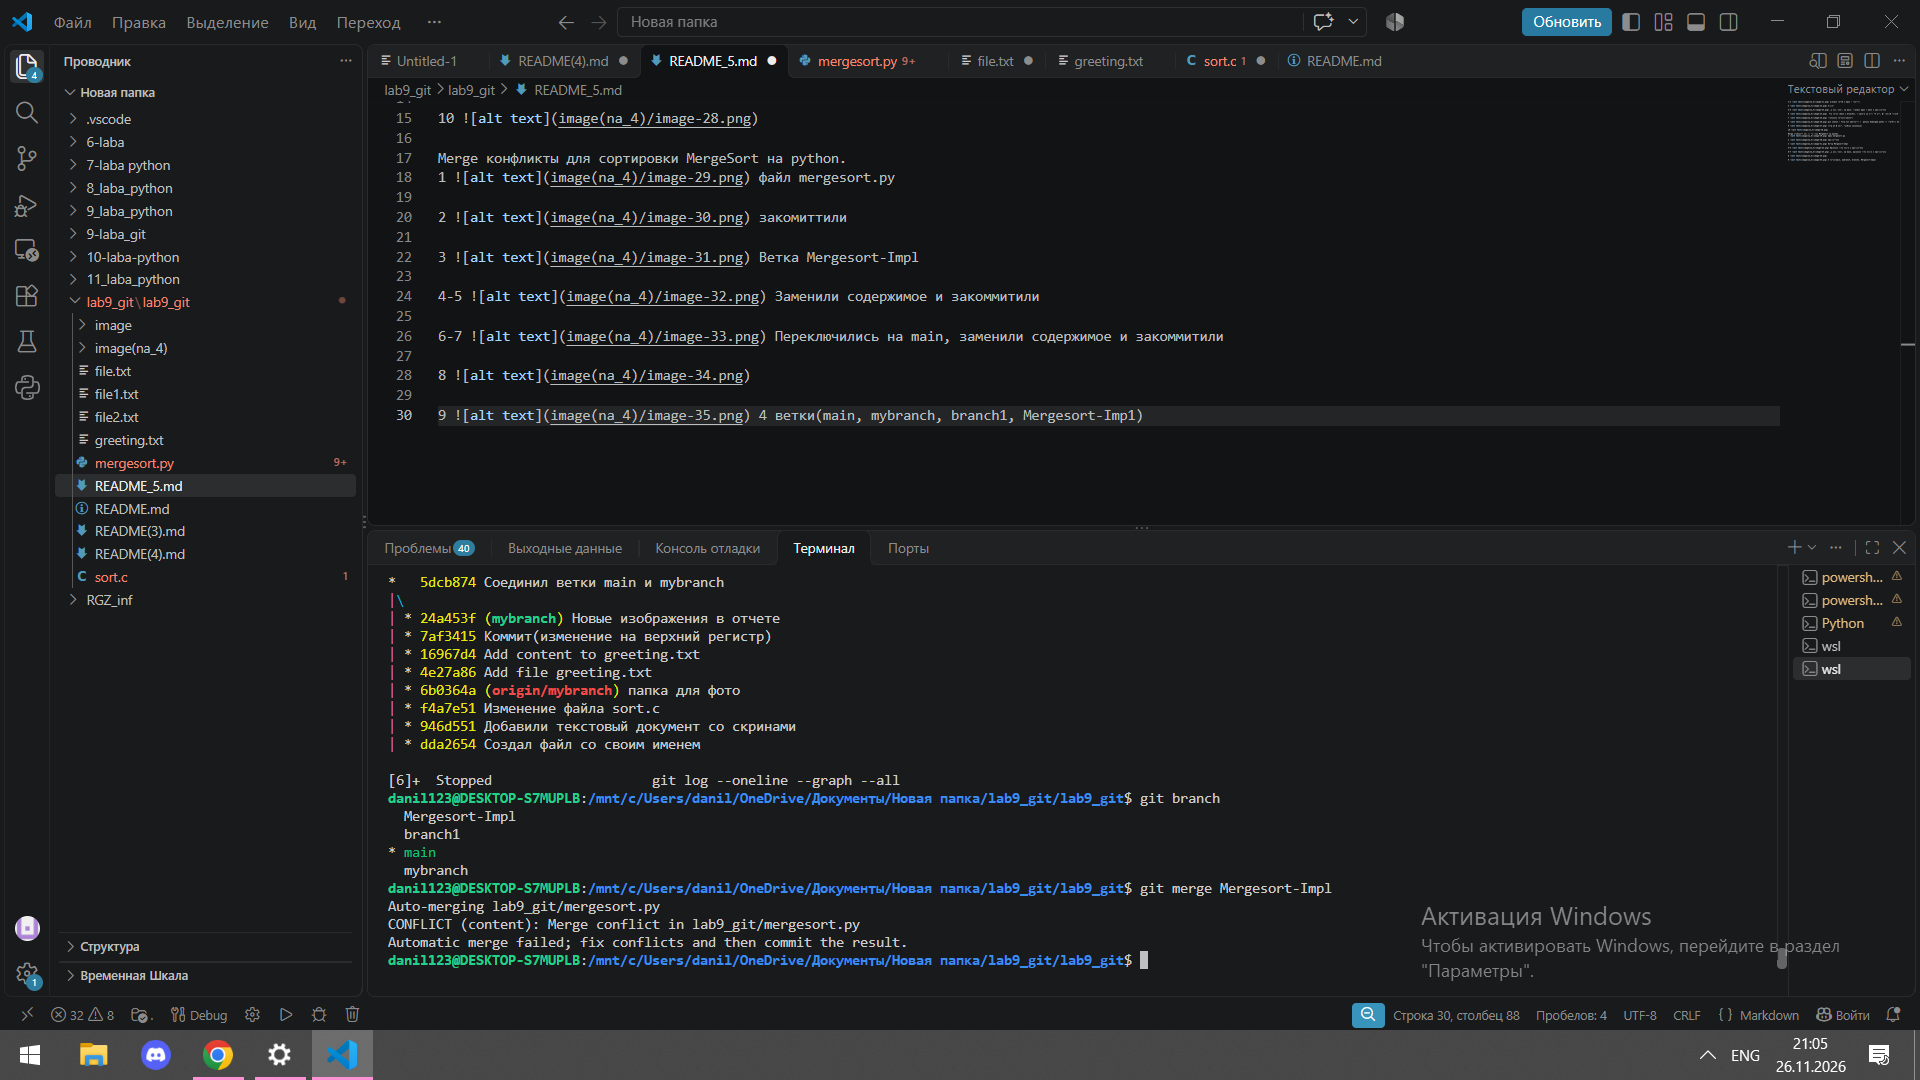 Файл Правка Выделение Вид Переход ···
Новая папка
Обновить
Проводник
Новая папка
.vscode
6-laba
7-laba python
8_laba_python
9_laba_python
9-laba_git
10-laba-python
11_laba_python
lab9_git\lab9_git
image
image(na_4)
file.txt
file1.txt
file2.txt
greeting.txt
mergesort.py 9+
README_5.md
README.md
README(3).md
README(4).md
sort.c 1
RGZ_inf
Структура
Временная Шкала
4
1
Untitled-1 README(4).md README_5.md mergesort.py 9+ file.txt greeting.txt sort.c 1 README.md
lab9_git > lab9_git > README_5.md
Текстовый редактор
15 10 ![alt text](image(na_4)/image-28.png)
16
17 Merge конфликты для сортировки MergeSort на python.
18 1 ![alt text](image(na_4)/image-29.png) файл mergesort.py
19
20 2 ![alt text](image(na_4)/image-30.png) закомиттили
21
22 3 ![alt text](image(na_4)/image-31.png) Ветка Mergesort-Impl
23
24 4-5 ![alt text](image(na_4)/image-32.png) Заменили содержимое и закоммитили
25
26 6-7 ![alt text](image(na_4)/image-33.png) Переключились на main, заменили содержимое и закоммитили
27
28 8 ![alt text](image(na_4)/image-34.png)
29
30 9 ![alt text](image(na_4)/image-35.png) 4 ветки(main, mybranch, branch1, Mergesort-Imp1)
Проблемы 40 Выходные данные Консоль отладки Терминал Порты
* 5dcb874 Соединил ветки main и mybranch
|\
| * 24a453f (mybranch) Новые изображения в отчете
| * 7af3415 Коммит(изменение на верхний регистр)
| * 16967d4 Add content to greeting.txt
| * 4e27a86 Add file greeting.txt
| * 6b0364a (origin/mybranch) папка для фото
| * f4a7e51 Изменение файла sort.c
| * 946d551 Добавили текстовый документ со скринами
| * dda2654 Создал файл со своим именем
[6]+ Stopped git log --oneline --graph --all
danil123@DESKTOP-S7MUPLB:/mnt/c/Users/danil/OneDrive/Документы/Новая папка/lab9_git/lab9_git$ git branch
Mergesort-Impl
branch1
* main
mybranch
danil123@DESKTOP-S7MUPLB:/mnt/c/Users/danil/OneDrive/Документы/Новая папка/lab9_git/lab9_git$ git merge Mergesort-Impl
Auto-merging lab9_git/mergesort.py
CONFLICT (content): Merge conflict in lab9_git/mergesort.py
Automatic merge failed; fix conflicts and then commit the result.
danil123@DESKTOP-S7MUPLB:/mnt/c/Users/danil/OneDrive/Документы/Новая папка/lab9_git/lab9_git$
powersh...
powersh...
Python
wsl
wsl
Активация Windows
Чтобы активировать Windows, перейдите в раздел
"Параметры".
32 8 Debug
Строка 30, столбец 88 Пробелов: 4 UTF-8 CRLF { } Markdown Войти
ENG
21:05
26.11.2026